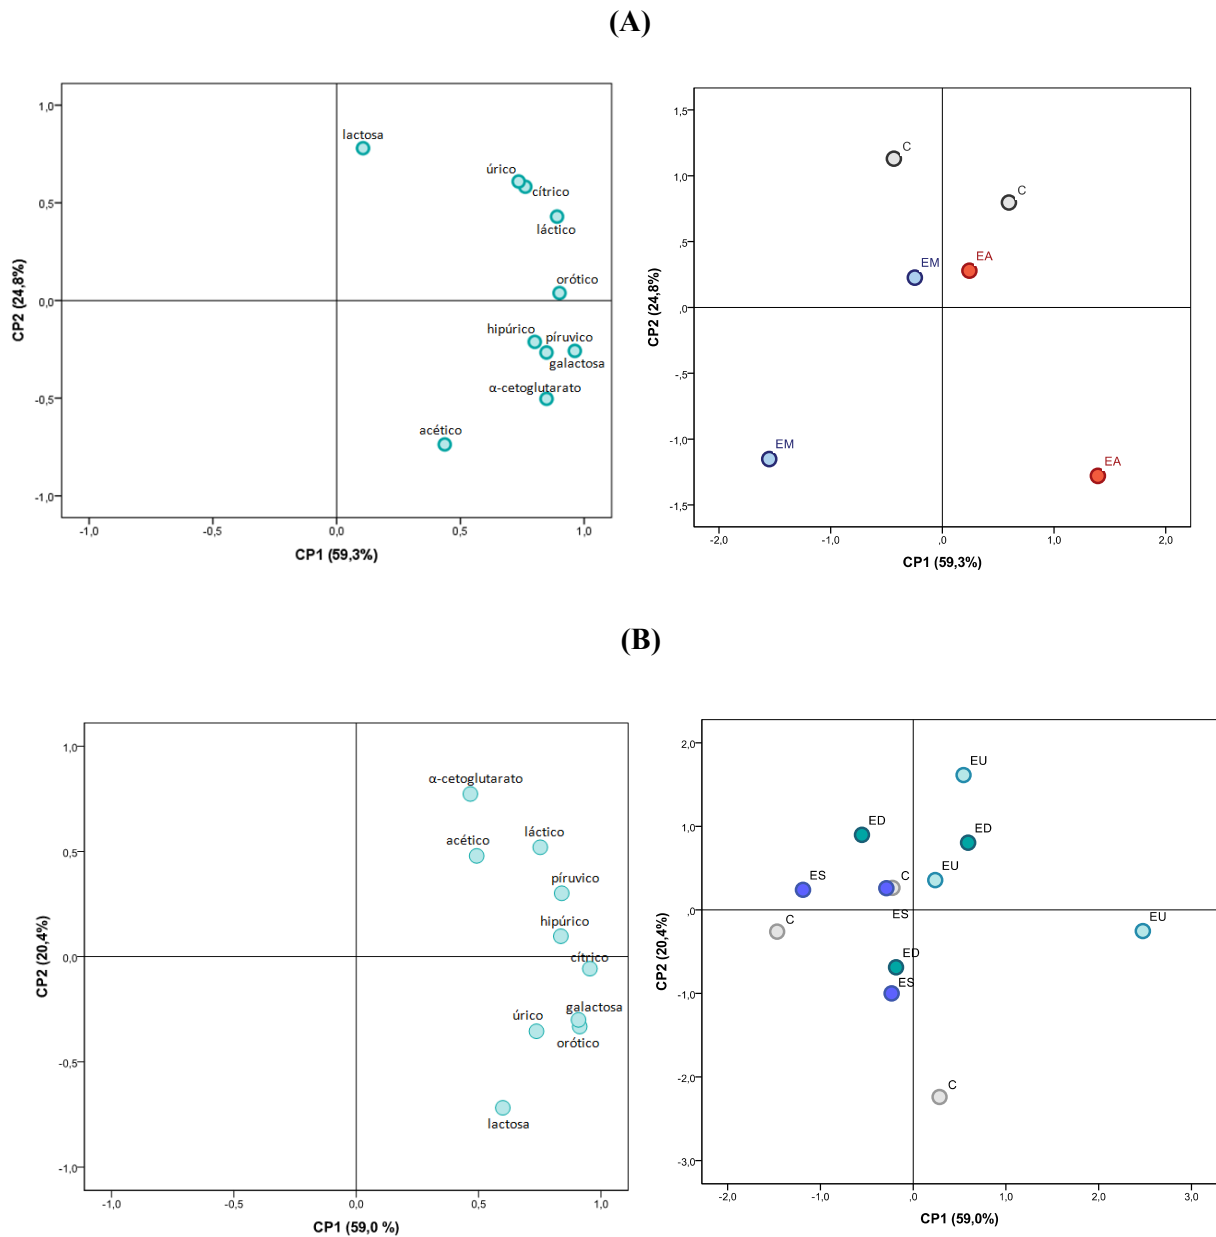 (A)
1,0
0,5
0,0
-0,5
-1,0
CP2 (24,8%)
lactosa
úrico
cítrico
láctico
orótico
hipúrico
píruvico
galactosa
α-cetoglutarato
acético
-1,0
-0,5
0,0
0,5
1,0
CP1 (59,3%)
1,5
1,0
,5
,0
-,5
-1,0
-1,5
CP2 (24,8%)
C
C
EM
EA
EM
EA
-2,0
-1,0
,0
1,0
2,0
CP1 (59,3%)
(B)
1,0
0,5
0,0
-0,5
-1,0
CP2 (20,4%)
α-cetoglutarato
láctico
acético
píruvico
hipúrico
cítrico
galactosa
úrico
orótico
lactosa
-1,0
-0,5
0,0
0,5
1,0
CP1 (59,0 %)
2,0
1,0
,0
-1,0
-2,0
-3,0
CP2 (20,4%)
EU
ED
ED
EU
ES
C
ES
C
EU
ED
ES
C
-2,0
-1,0
,0
1,0
2,0
3,0
CP1 (59,0%)